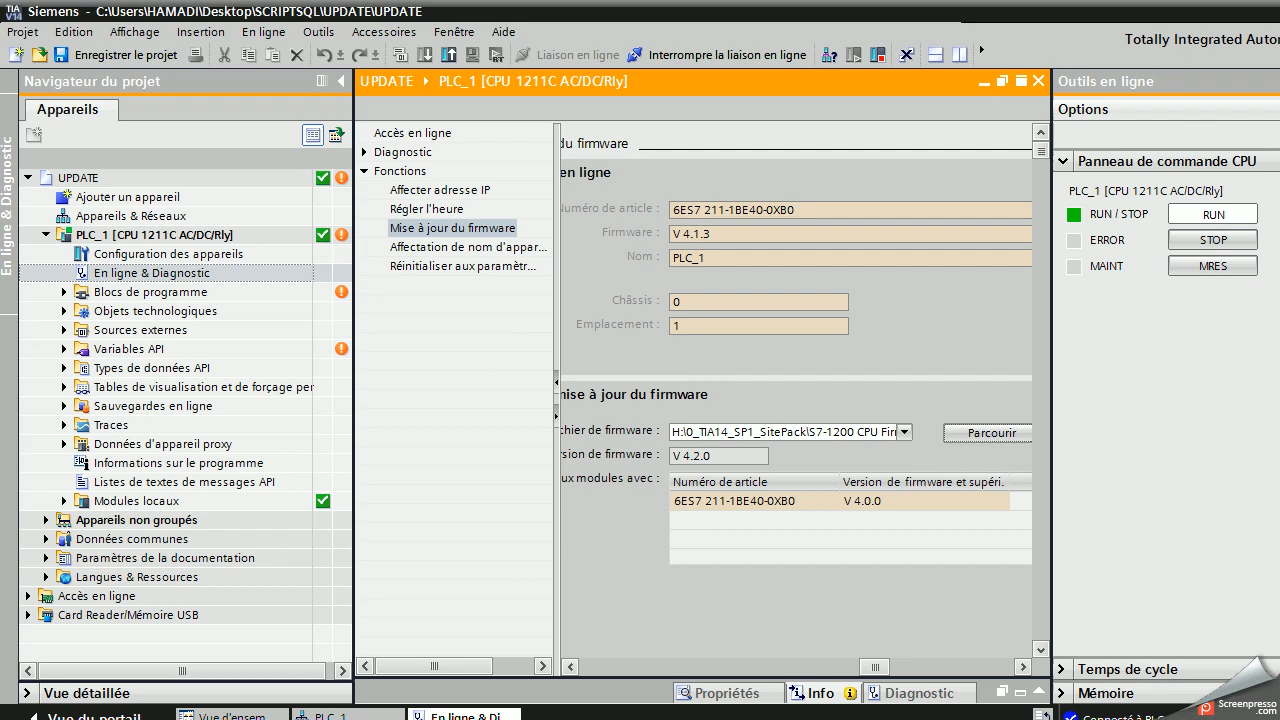 TIA V14 Siemens - C:\Users\HAMADI\Desktop\SCRIPTSQL\UPDATE\UPDATE
Projet Edition Affichage Insertion En ligne Outils Accessoires Fenêtre Aide
Totally Integrated Autor
Enregistrer le projet Liaison en ligne Interrompre la liaison en ligne
Navigateur du projet
UPDATE PLC_1 [CPU 1211C AC/DC/Rly]
Outils en ligne
Appareils
Options
En ligne & Diagnostic
UPDATE
Ajouter un appareil
Appareils & Réseaux
PLC_1 [CPU 1211C AC/DC/Rly]
Configuration des appareils
En ligne & Diagnostic
Blocs de programme
Objets technologiques
Sources externes
Variables API
Types de données API
Tables de visualisation et de forçage per
Sauvegardes en ligne
Traces
Données d'appareil proxy
Informations sur le programme
Listes de textes de messages API
Modules locaux
Appareils non groupés
Données communes
Paramètres de la documentation
Langues & Ressources
Accès en ligne
Card Reader/Mémoire USB
Vue détaillée
Accès en ligne
Diagnostic
Fonctions
Affecter adresse IP
Régler l'heure
Mise à jour du firmware
Affectation de nom d'appar...
Réinitialiser aux paramètr...
du firmware
en ligne
Numéro de article : 6ES7 211-1BE40-0XB0
Firmware : V 4.1.3
Nom : PLC_1
Châssis : 0
Emplacement : 1
mise à jour du firmware
chier de firmware : H:\0_TIA14_SP1_SitePack\S7-1200 CPU Fir Parcourir
rsion de firmware : V 4.2.0
ux modules avec : Numéro de article Version de firmware et supéri.
6ES7 211-1BE40-0XB0 V 4.0.0
Propriétés Info Diagnostic
Panneau de commande CPU
PLC_1 [CPU 1211C AC/DC/Rly]
RUN / STOP RUN
ERROR STOP
MAINT MRES
Temps de cycle
Mémoire
Vue du portail Vue d'ensem PLC_1 En ligne & Di Connecté à PLC
Screenpresso
.com